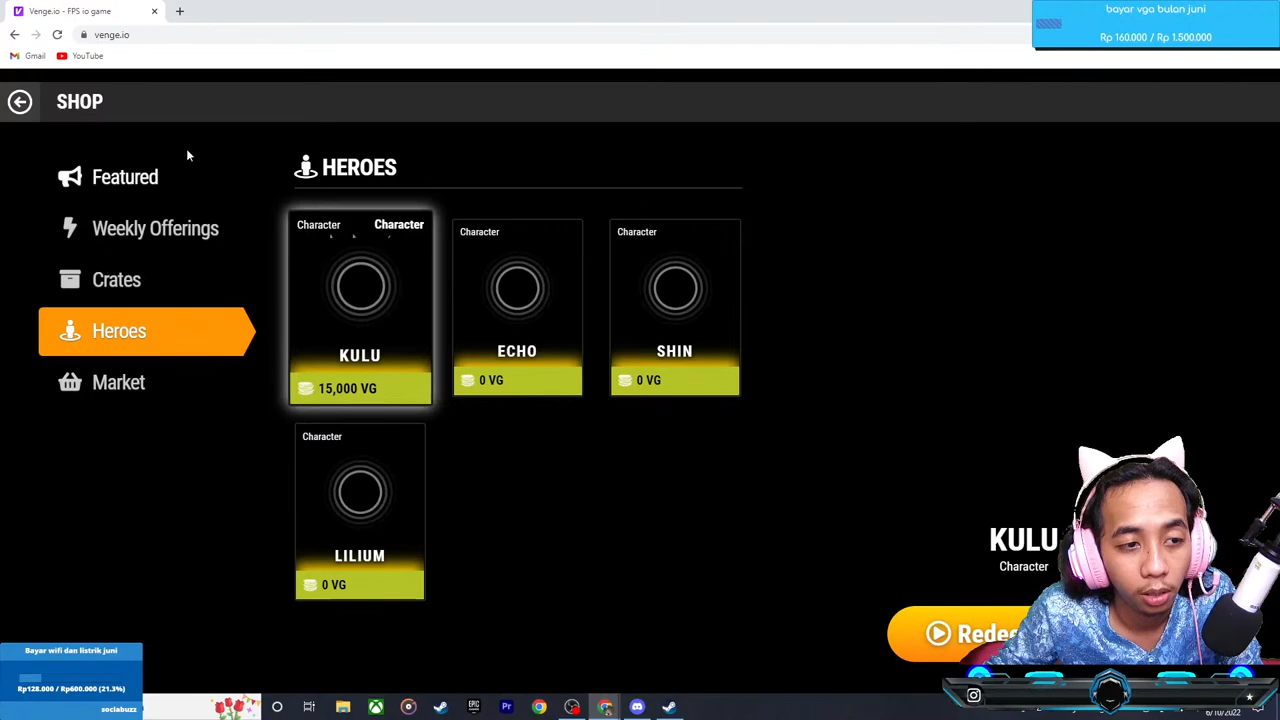 Venge.io - FPS io game
venge.io
Gmail
YouTube
bayar vga bulan juni
Rp 160.000 / Rp 1.500.000
SHOP
Featured
Weekly Offerings
Crates
Heroes
Market
HEROES
Character
Character
KULU
15,000 VG
Character
ECHO
0 VG
Character
SHIN
0 VG
Character
LILIUM
0 VG
KULU
Character
Bayar wifi dan listrik juni
Rp128.000 / Rp600.000 (21.3%)
sociabuzz
6/10/2022